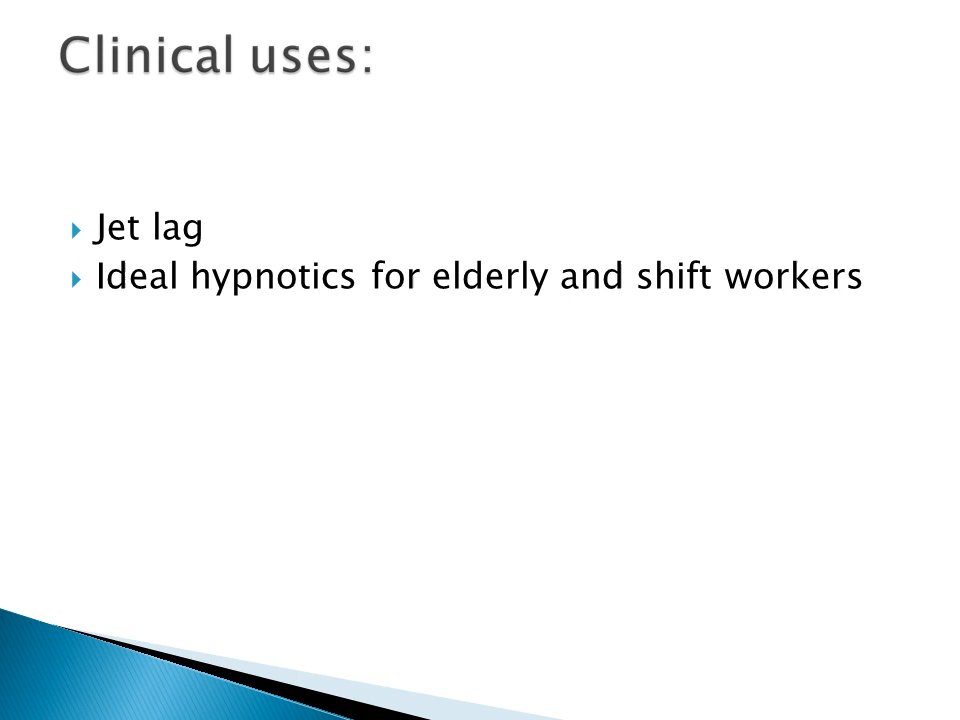 Clinical uses:
Jet lag
Ideal hypnotics for elderly and shift workers